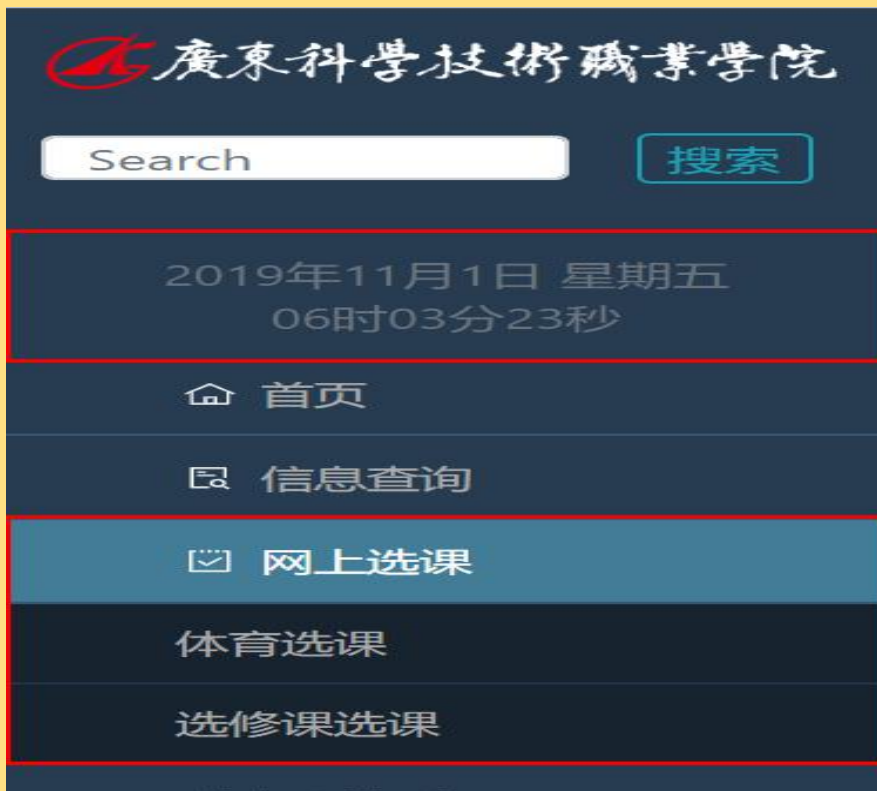 廣東科學技術職業學院
Search
搜索
2019年11月1日 星期五
06时03分23秒
首页
信息查询
网上选课
体育选课
选修课选课